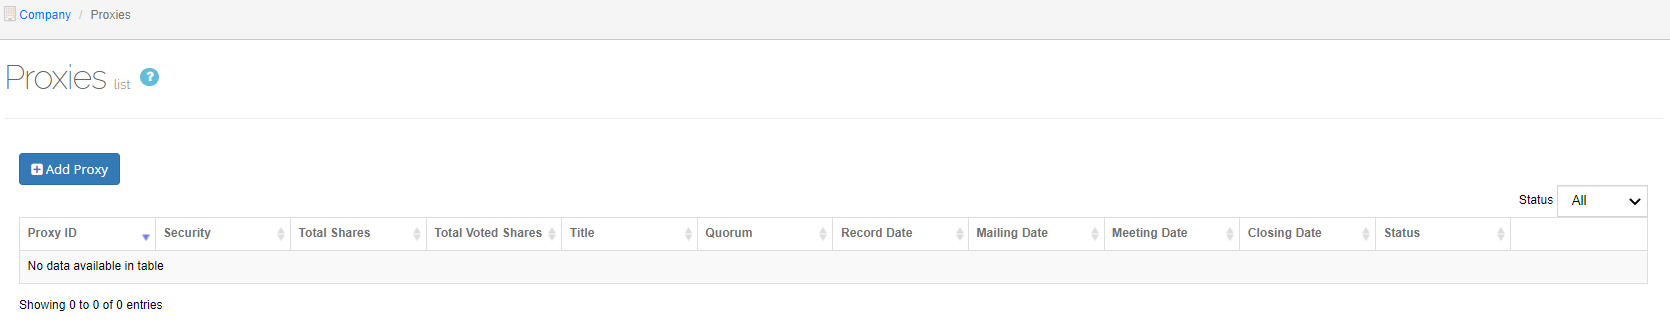 Company / Proxies
Proxies list ?
Add Proxy
Status All
Proxy ID Security Total Shares Total Voted Shares Title Quorum Record Date Mailing Date Meeting Date Closing Date Status
No data available in table
Showing 0 to 0 of 0 entries